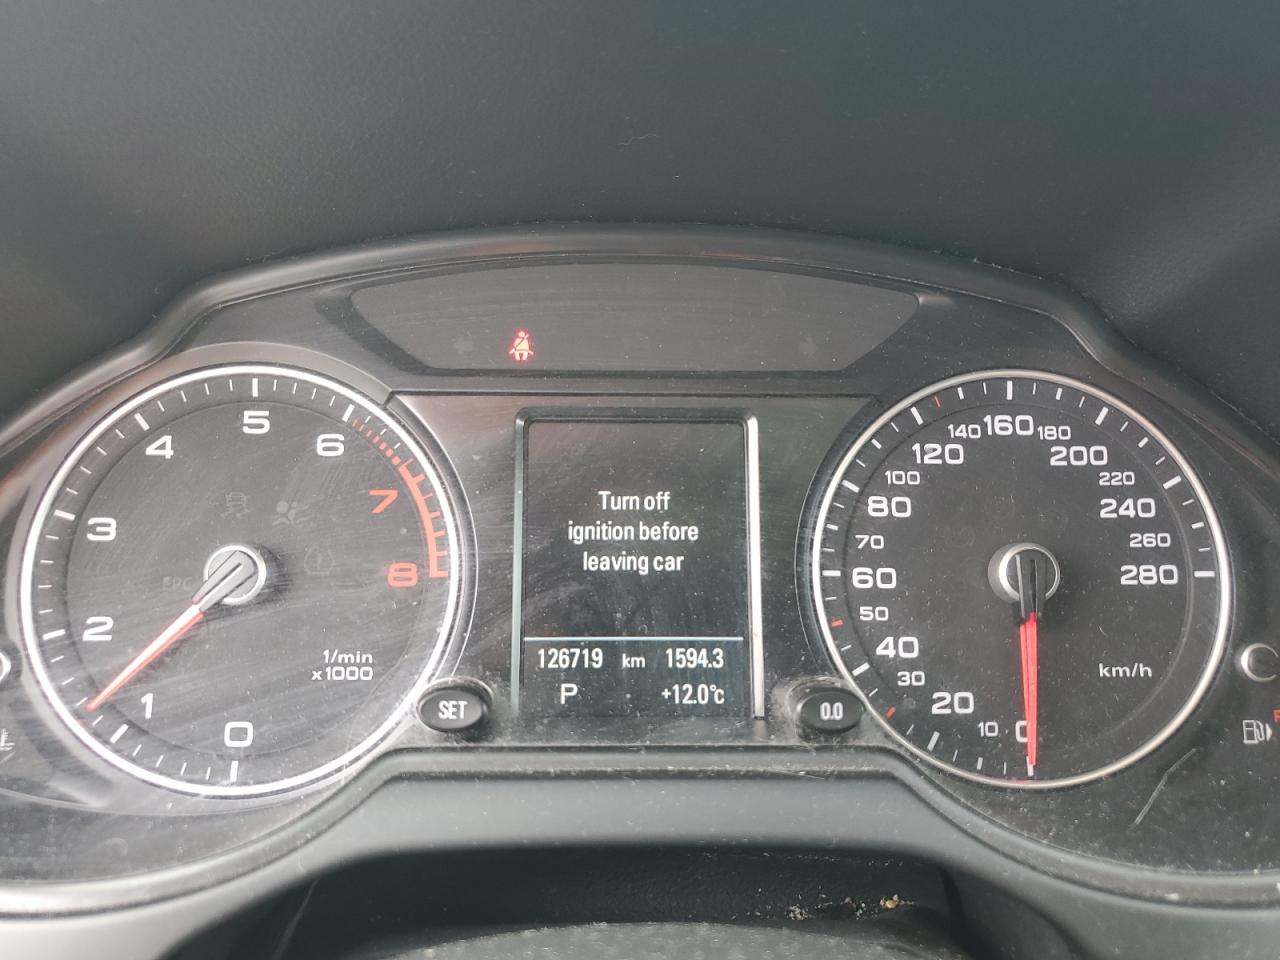 5
4
6
3
7
EPC
8
2
1
0
1/min
x1000
SET
Turn off
ignition before
leaving car
126719 km 1594.3
P +12.0°c
0.0
140 160 180
120 200
100 220
80 240
70 260
60 280
50
40
30
km/h
20
10 0